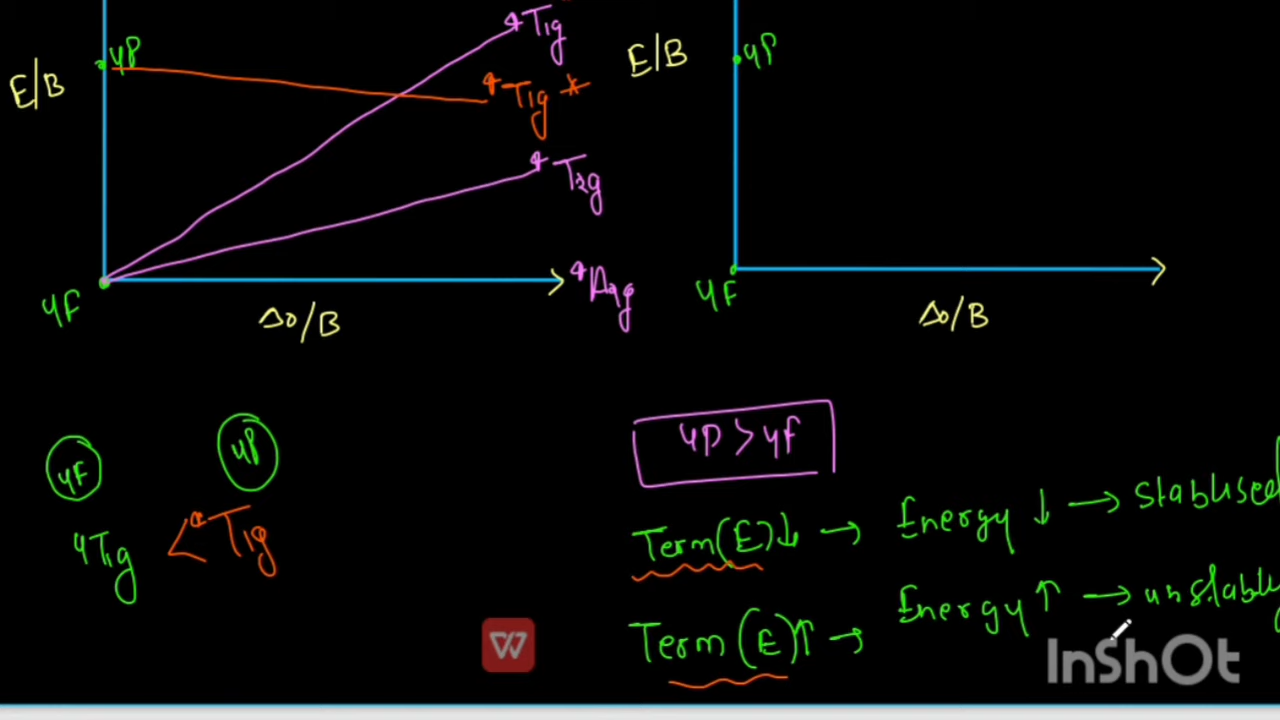 4P
E/B
⁴T1g
⁴T1g *
⁴T2g
⁴A2g
4F
Δo/B
4P
E/B
4F
Δo/B
4F 4P
4T1g < ⁴T1g
4P > 4F
Term(E)↓ → Energy ↓ → stablised
Term (E)↑ → Energy ↑ → unstable
W
InShOt